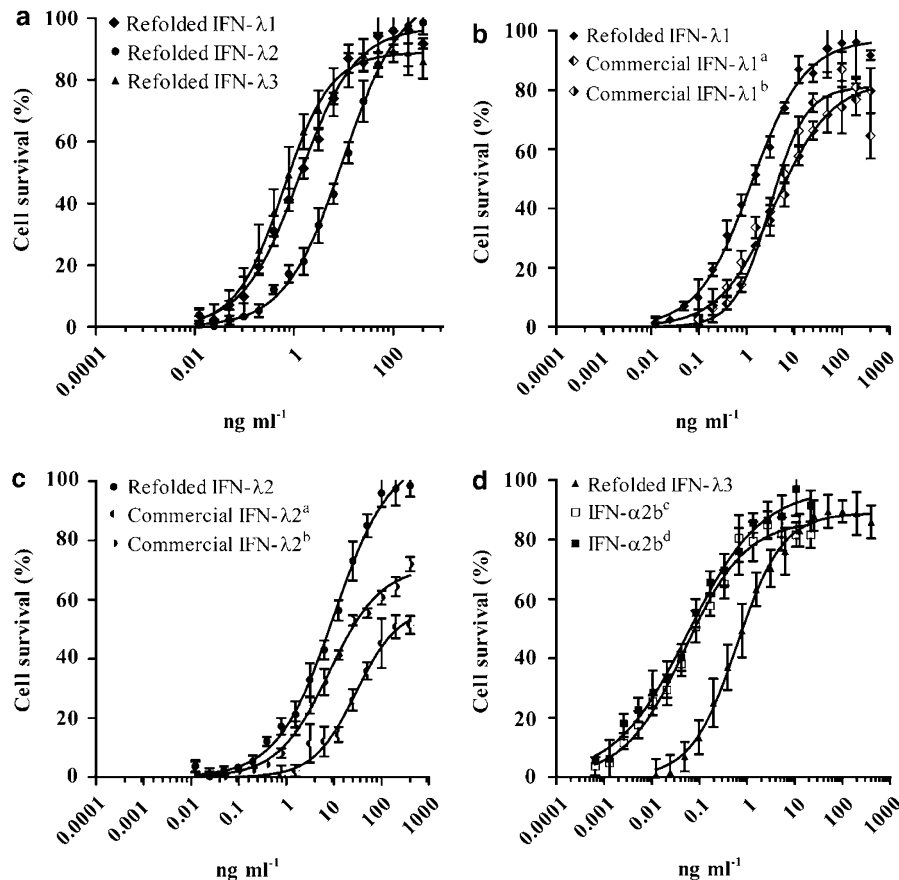 a
Refolded IFN-λ1
Refolded IFN-λ2
Refolded IFN-λ3
Cell survival (%)
100
80
60
40
20
0
0.0001
0.01
1
100
ng ml⁻¹
b
Refolded IFN-λ1
Commercial IFN-λ1ᵃ
Commercial IFN-λ1ᵇ
Cell survival (%)
100
80
60
40
20
0
0.0001
0.001
0.01
0.1
1
10
100
1000
ng ml⁻¹
c
Refolded IFN-λ2
Commercial IFN-λ2ᵃ
Commercial IFN-λ2ᵇ
Cell survival (%)
100
80
60
40
20
0
0.0001
0.001
0.01
0.1
1
10
100
1000
ng ml⁻¹
d
Refolded IFN-λ3
IFN-α2bᶜ
IFN-α2bᵈ
Cell survival (%)
100
80
60
40
20
0
0.0001
0.001
0.01
0.1
1
10
100
1000
ng ml⁻¹